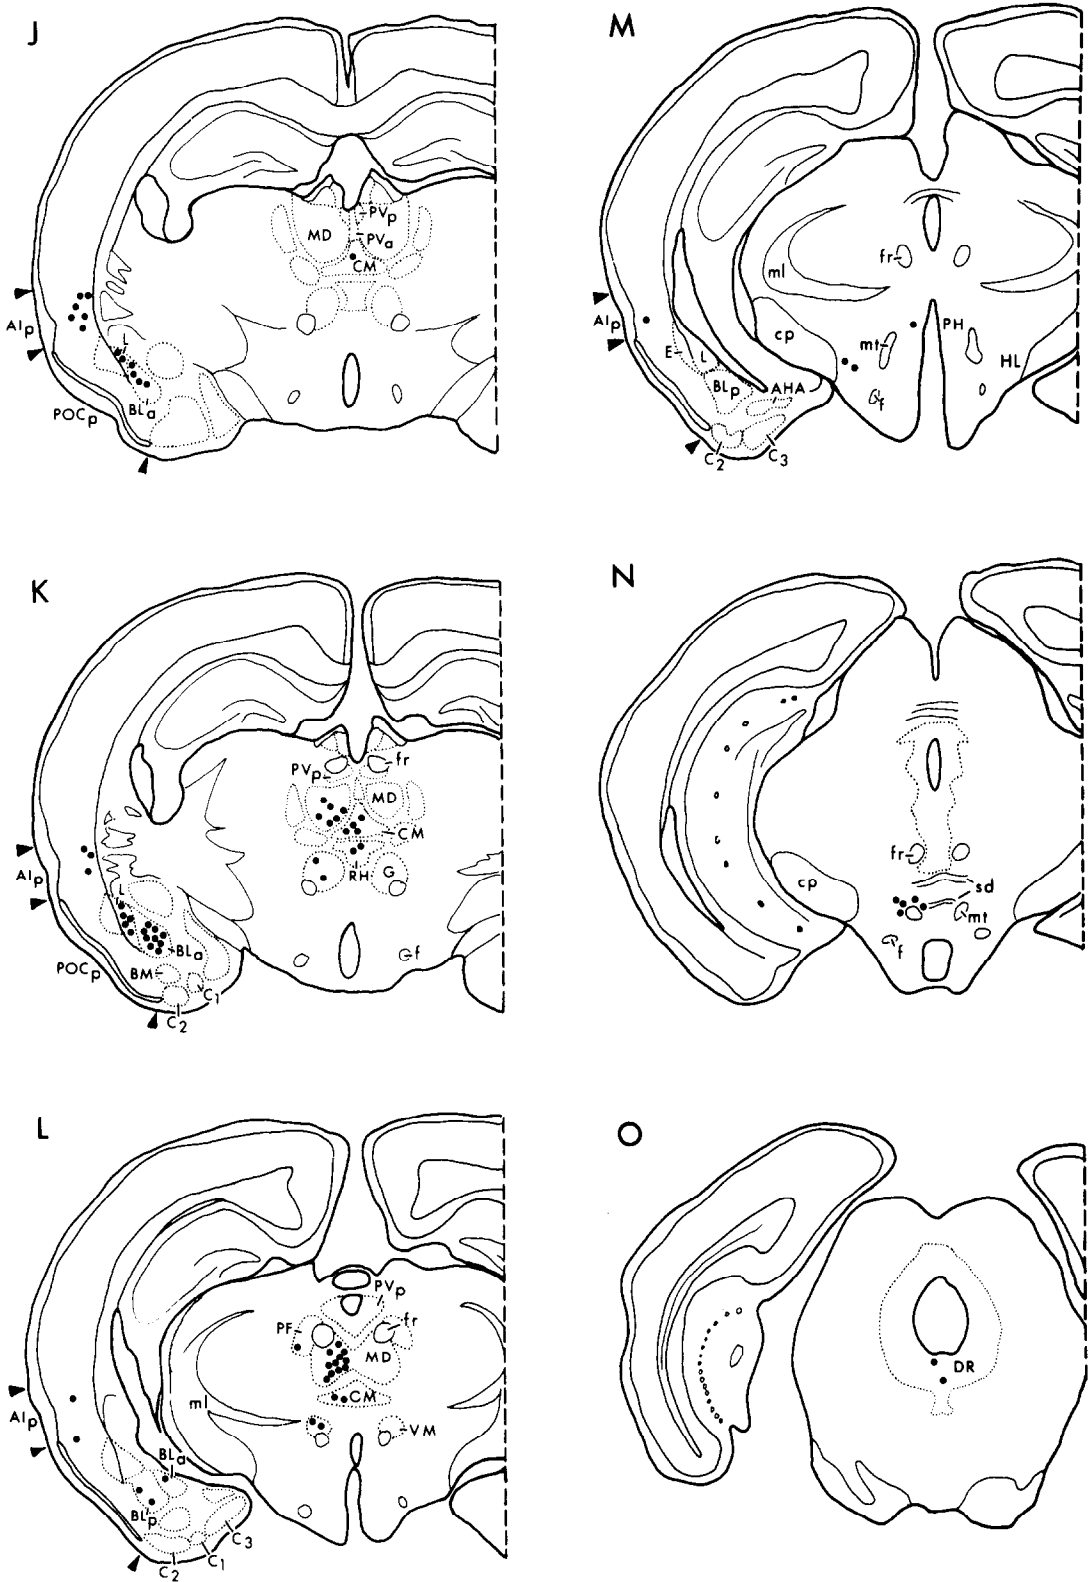 J
PVp
MD
PVa
CM
AIp
L
BLa
POCp
M
fr
ml
AIp
cp
PH
mt
E
L
HL
BLp
AHA
f
C2
C3
K
PVp
fr
MD
CM
AIp
RH
G
L
BLa
f
POCp
BM
C1
C2
N
fr
cp
sd
mt
f
L
PVp
PF
fr
MD
ml
CM
AIp
VM
BLa
BLp
C3
C1
C2
O
DR